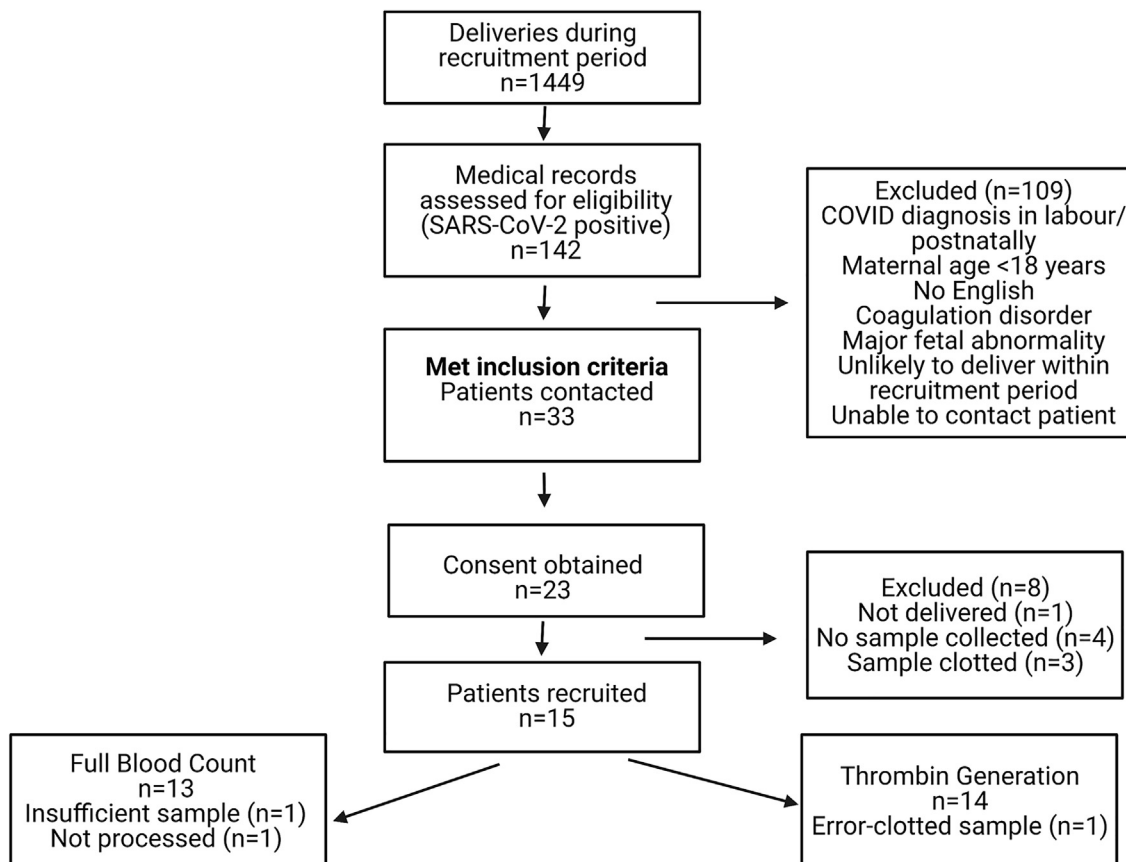 Deliveries during
recruitment period
n=1449
Medical records
assessed for eligibility
(SARS-CoV-2 positive)
n=142
Excluded (n=109)
COVID diagnosis in labour/
postnatally
Maternal age <18 years
No English
Coagulation disorder
Major fetal abnormality
Unlikely to deliver within
recruitment period
Unable to contact patient
Met inclusion criteria
Patients contacted
n=33
Consent obtained
n=23
Excluded (n=8)
Not delivered (n=1)
No sample collected (n=4)
Sample clotted (n=3)
Patients recruited
n=15
Full Blood Count
n=13
Insufficient sample (n=1)
Not processed (n=1)
Thrombin Generation
n=14
Error-clotted sample (n=1)